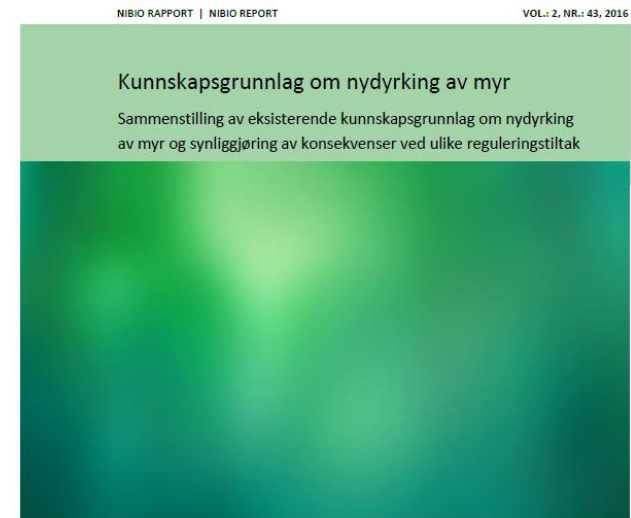 NIBIO RAPPORT | NIBIO REPORT VOL.: 2, NR.: 43, 2016
Kunnskapsgrunnlag om nydyrking av myr
Sammenstilling av eksisterende kunnskapsgrunnlag om nydyrking
av myr og synliggjøring av konsekvenser ved ulike reguleringstiltak